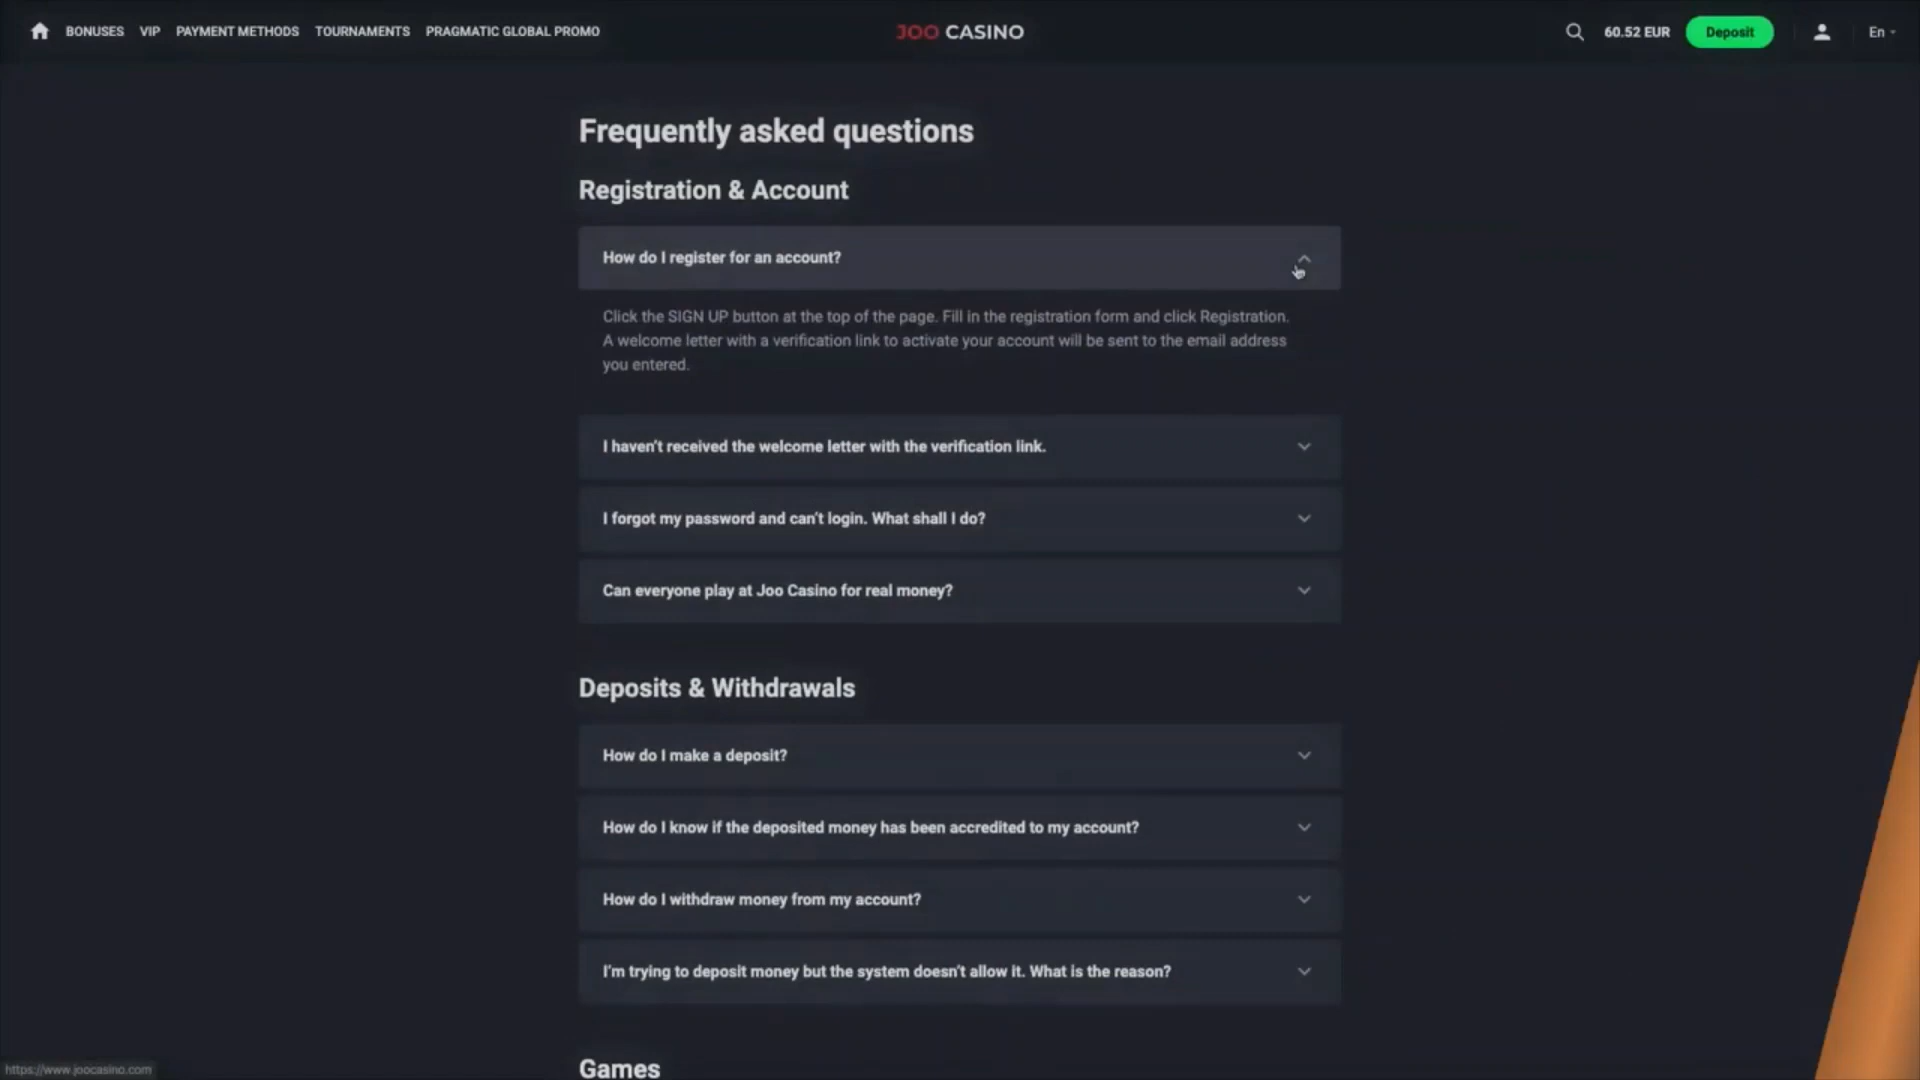 BONUSES VIP PAYMENT METHODS TOURNAMENTS PRAGMATIC GLOBAL PROMO JOO CASINO 60.52 EUR Deposit En
Frequently asked questions
Registration & Account
How do I register for an account?
Click the SIGN UP button at the top of the page. Fill in the registration form and click Registration.
A welcome letter with a verification link to activate your account will be sent to the email address
you entered.
I haven't received the welcome letter with the verification link.
I forgot my password and can't login. What shall I do?
Can everyone play at Joo Casino for real money?
Deposits & Withdrawals
How do I make a deposit?
How do I know if the deposited money has been accredited to my account?
How do I withdraw money from my account?
I'm trying to deposit money but the system doesn't allow it. What is the reason?
Games
https://www.joocasino.com